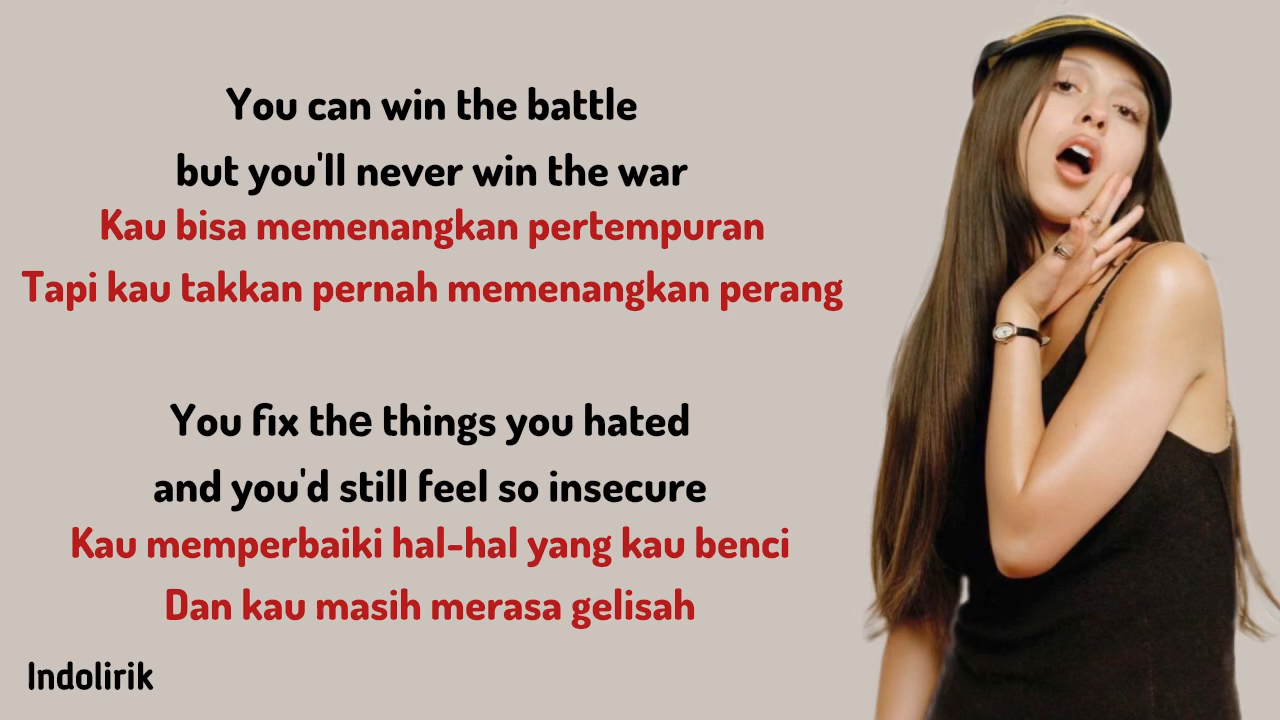 You can win the battle
but you'll never win the war
Kau bisa memenangkan pertempuran
Tapi kau takkan pernah memenangkan perang
You fix the things you hated
and you'd still feel so insecure
Kau memperbaiki hal-hal yang kau benci
Dan kau masih merasa gelisah
Indolirik